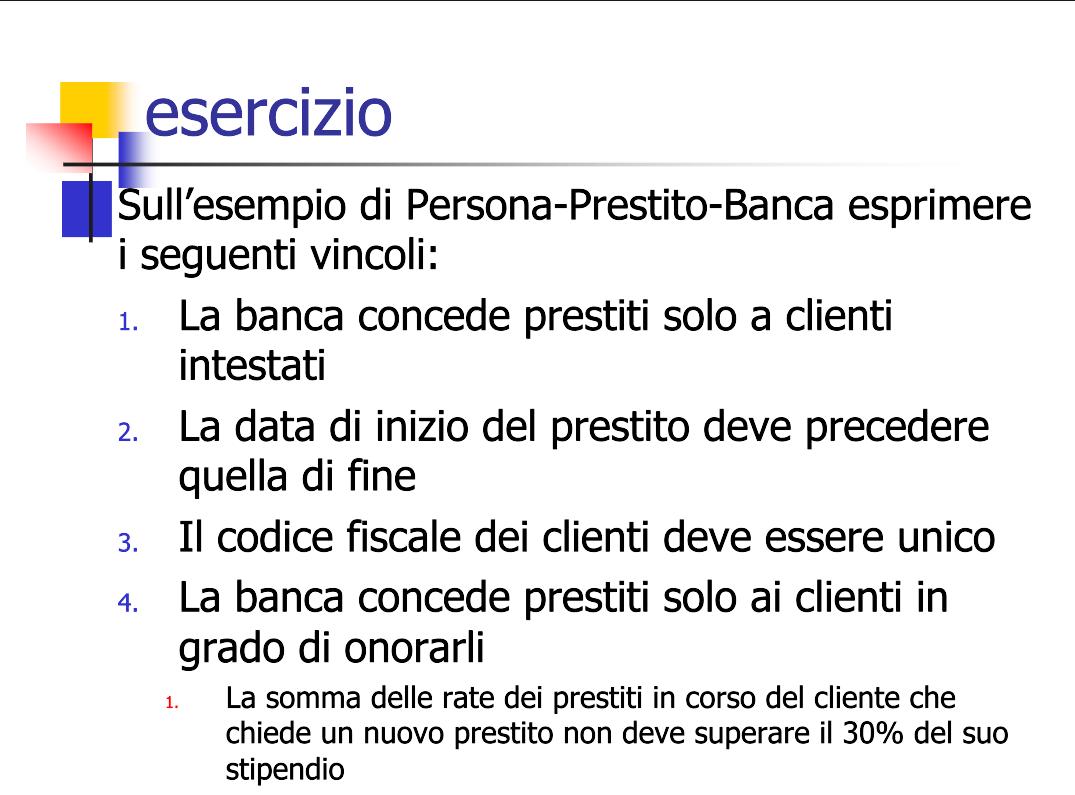 esercizio
Sull’esempio di Persona-Prestito-Banca esprimere
i seguenti vincoli:
1. La banca concede prestiti solo a clienti
intestati
2. La data di inizio del prestito deve precedere
quella di fine
3. Il codice fiscale dei clienti deve essere unico
4. La banca concede prestiti solo ai clienti in
grado di onorarli
1. La somma delle rate dei prestiti in corso del cliente che
chiede un nuovo prestito non deve superare il 30% del suo
stipendio